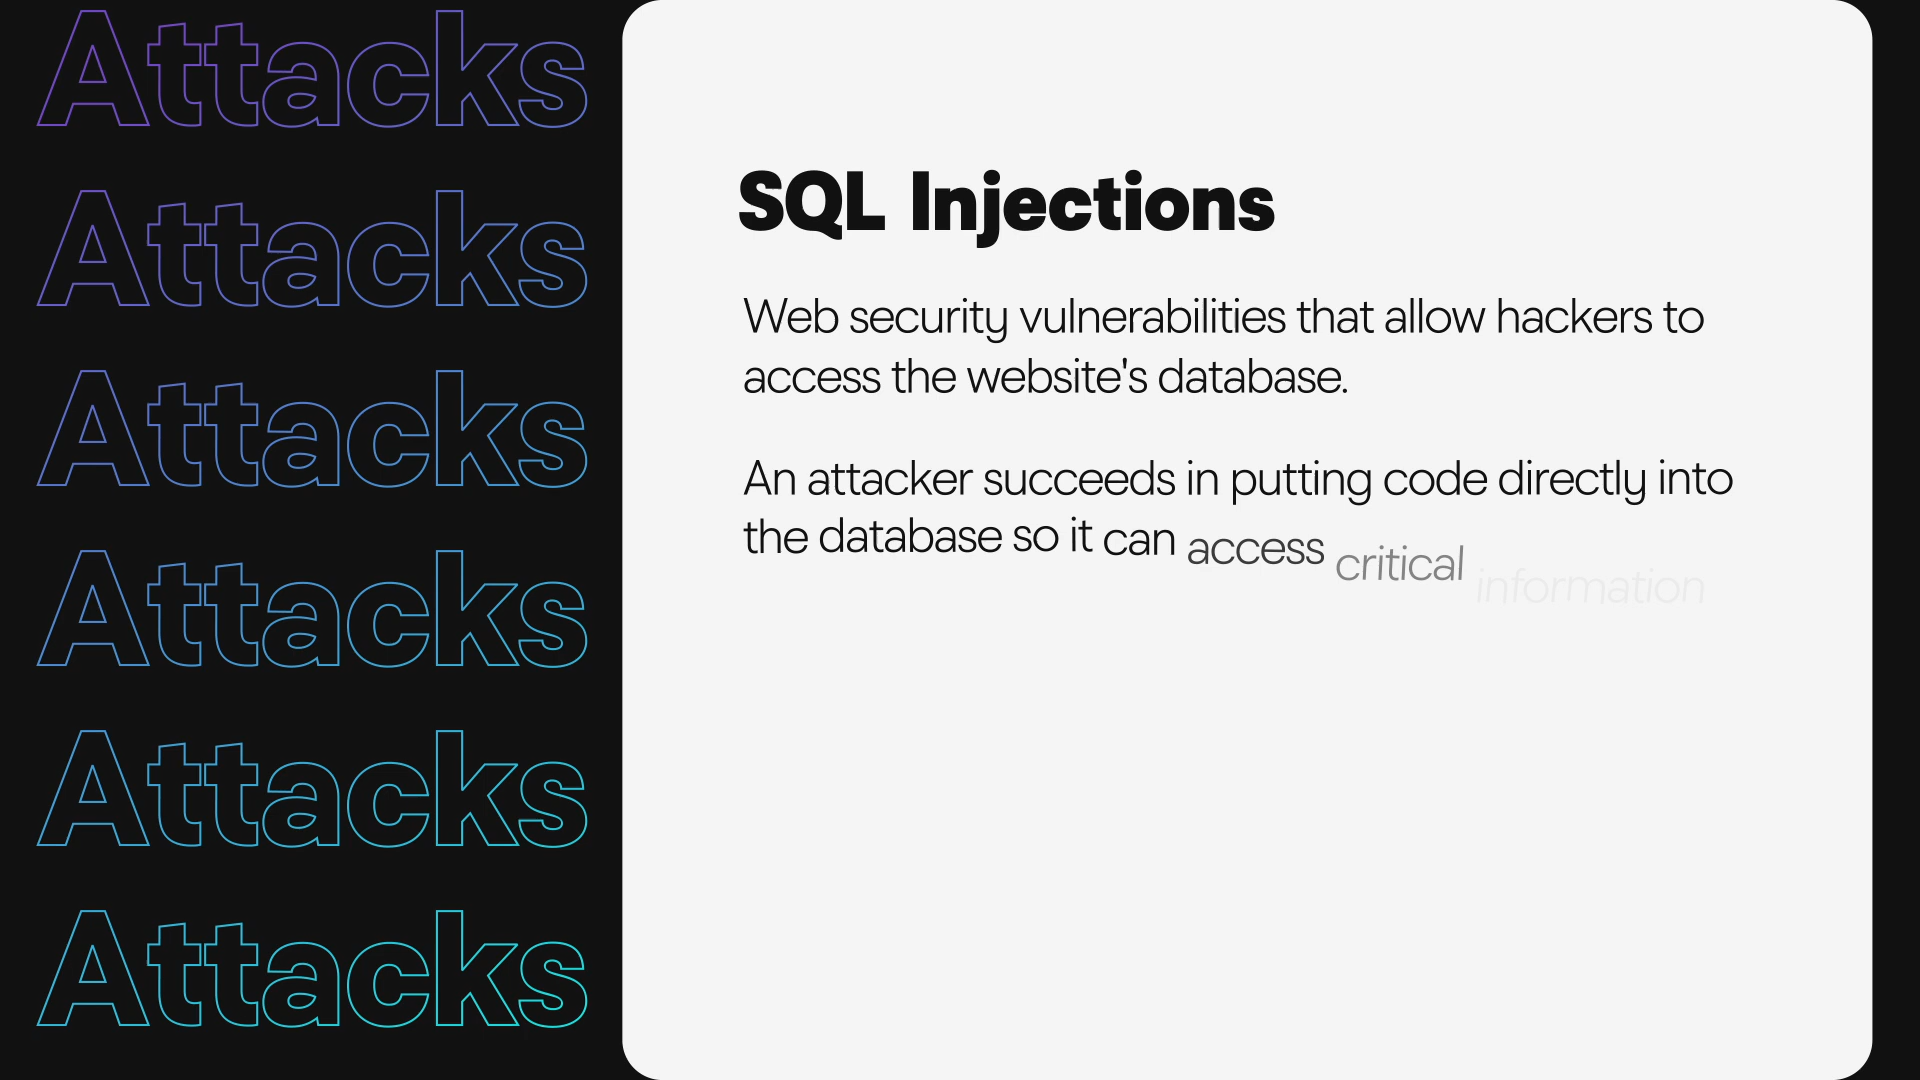 Attacks
Attacks
Attacks
Attacks
Attacks
Attacks
SQL Injections
Web security vulnerabilities that allow hackers to
access the website's database.
An attacker succeeds in putting code directly into
the database so it can access critical information